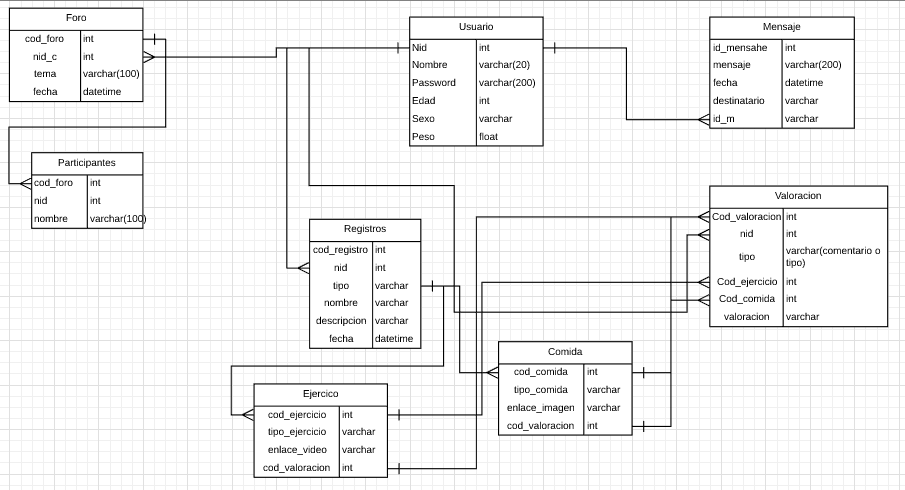 Foro
cod_foro int
nid_c int
tema varchar(100)
fecha datetime
Usuario
Nid int
Nombre varchar(20)
Password varchar(200)
Edad int
Sexo varchar
Peso float
Mensaje
id_mensahe int
mensaje varchar(200)
fecha datetime
destinatario varchar
id_m varchar
Participantes
cod_foro int
nid int
nombre varchar(100)
Valoracion
Cod_valoracion int
nid int
tipo varchar(comentario o
tipo)
Cod_ejercicio int
Cod_comida int
valoracion varchar
Registros
cod_registro int
nid int
tipo varchar
nombre varchar
descripcion varchar
fecha datetime
Comida
cod_comida int
tipo_comida varchar
enlace_imagen varchar
cod_valoracion int
Ejercico
cod_ejercicio int
tipo_ejercicio varchar
enlace_video varchar
cod_valoracion int